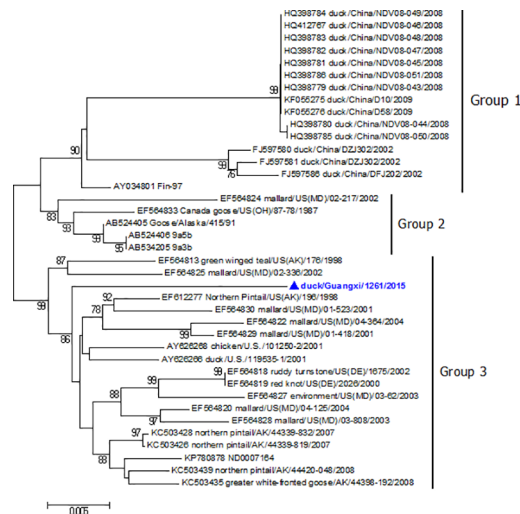 HQ398784 duck/China/NDV08-049/2008
HQ412767 duck/China/NDV08-046/2008
HQ398783 duck/China/NDV08-048/2008
HQ398782 duck/China/NDV08-047/2008
HQ398781 duck/China/NDV08-045/2008
HQ398786 duck/China/NDV08-051/2008
HQ398779 duck/China/NDV08-043/2008
99
KF055275 duck/China/D10/2009
Group 1
KF055276 duck/China/D58/2009
HQ398780 duck/China/NDV08-044/2008
HQ398785 duck/China/NDV08-050/2008
90
FJ597580 duck/China/DZJ302/2002
99
FJ597581 duck/China/DZJ302/2002
76
FJ597586 duck/China/DFJ202/2002
AY034801 Fin-97
EF564824 mallard/US(MD)/02-217/2002
83
EF564833 Canada goose/US(OH)/87-78/1987
93
AB524405 Goose/Alaska/415/91
Group 2
99
AB524406 9a5b
95
AB534205 9a3b
87
EF564813 green winged teal/US(AK)/176/1998
EF564825 mallard/US(MD)/02-336/2002
99
duck/Guangxi/1261/2015
92
EF612277 Northern Pintail/US(AK)/196/1998
78
EF564830 mallard/US(MD)/01-523/2001
EF564822 mallard/US(MD)/04-364/2004
99
EF564829 mallard/US(MD)/01-418/2001
86
AY626268 chicken/U.S./101250-2/2001
AY626266 duck/U.S./119535-1/2001
Group 3
99
EF564818 ruddy turnstone/US(DE)/1675/2002
99
EF564819 red knot/US(DE)/2026/2000
88
EF564827 environment/US(MD)/03-62/2003
EF564820 mallard/US(MD)/04-125/2004
97
EF564828 mallard/US(MD)/03-808/2003
97
KC503428 northern pintail/AK/44339-832/2007
KC503426 northern pintail/AK/44339-819/2007
88
KP780878 ND0007164
KC503439 northern pintail/AK/44420-048/2008
KC503435 greater white-fronted goose/AK/44398-192/2008
0.005